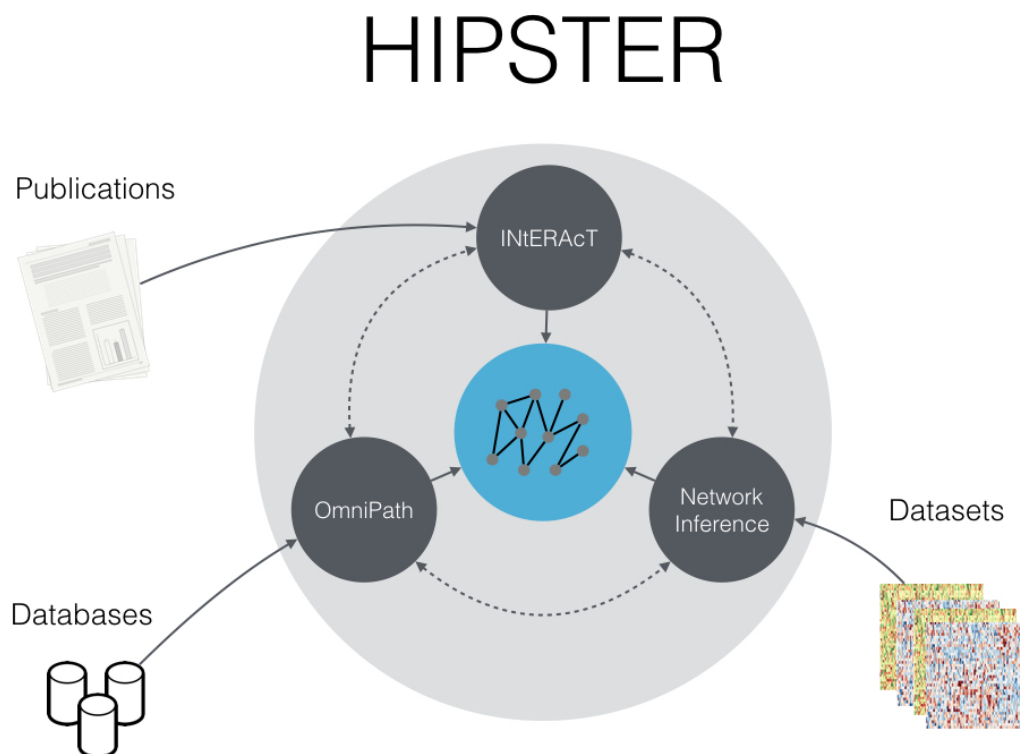 HIPSTER
Publications
INtERAcT
OmniPath
Network
Inference
Datasets
Databases